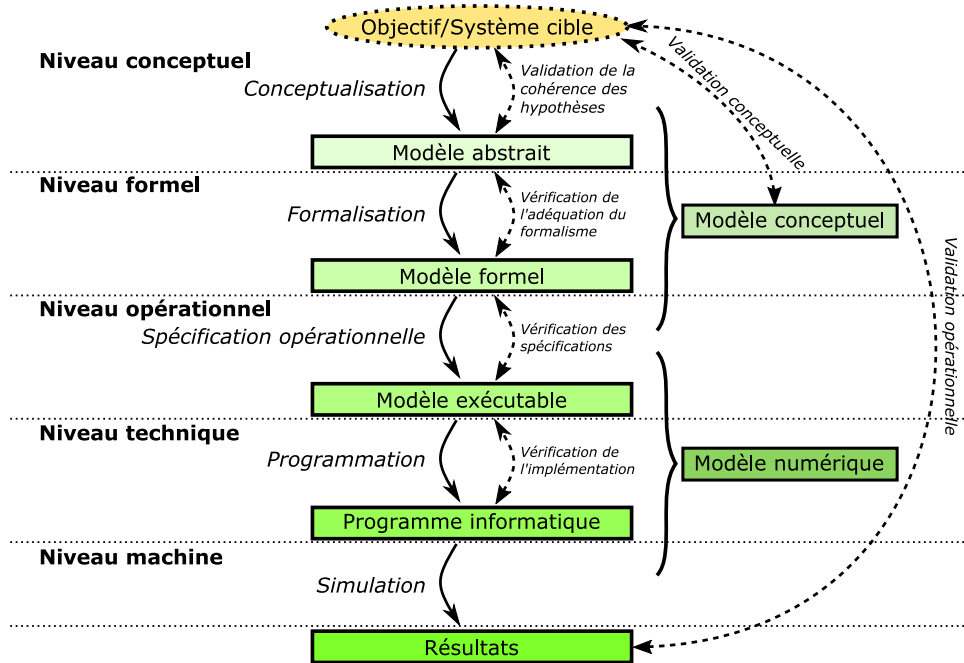 Objectif/Système cible
Niveau conceptuel
Conceptualisation
Validation de la
cohérence des
hypothèses
Validation conceptuelle
Modèle abstrait
Niveau formel
Formalisation
Vérification de
l'adéquation du
formalisme
Modèle conceptuel
Modèle formel
Niveau opérationnel
Spécification opérationnelle
Vérification des
spécifications
Validation opérationnelle
Modèle exécutable
Niveau technique
Programmation
Vérification de
l'implémentation
Modèle numérique
Programme informatique
Niveau machine
Simulation
Résultats